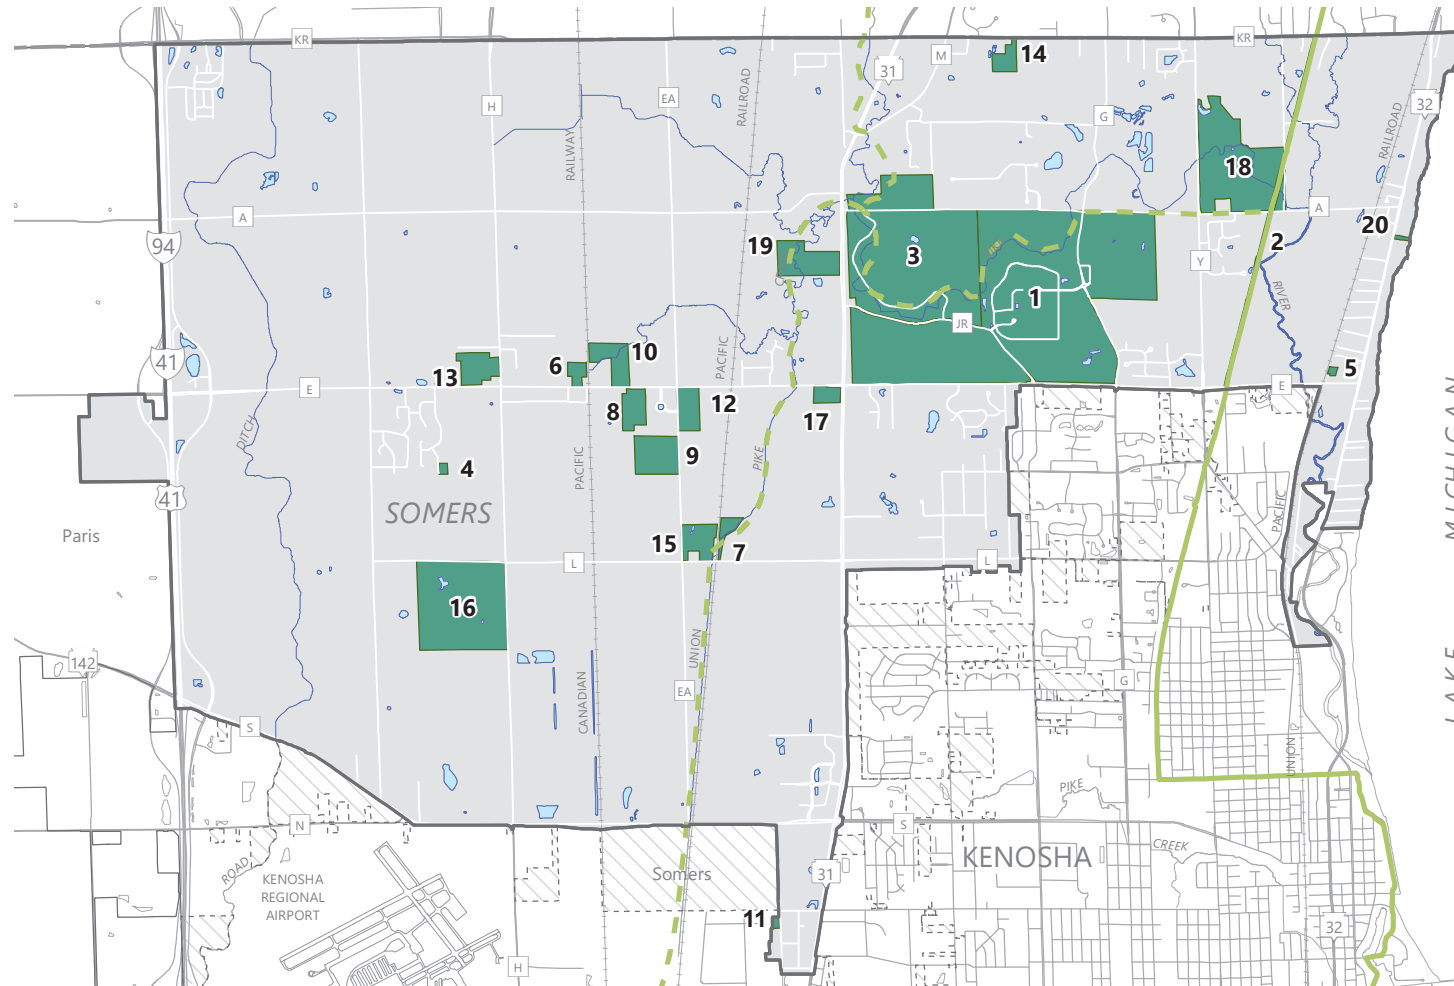 KR
KR
M
14
31
EA
H
RAILROAD
G
32
RAILROAD
RAILWAY
18
A
A
20
94
19
3
2
Y
1
RIVER
JR
41
10
6
13
PACIFIC
5
E
E
8
12
17
MICHIGAN
DITCH
9
PIKE
4
PACIFIC
41
SOMERS
PACIFIC
Paris
15
7
L
L
16
UNION
142
G
EA
CANADIAN
LAKE
S
UNION
PIKE
N
S
CREEK
KENOSHA
ROAD
Somers
31
KENOSHA
REGIONAL
AIRPORT
11
32
H